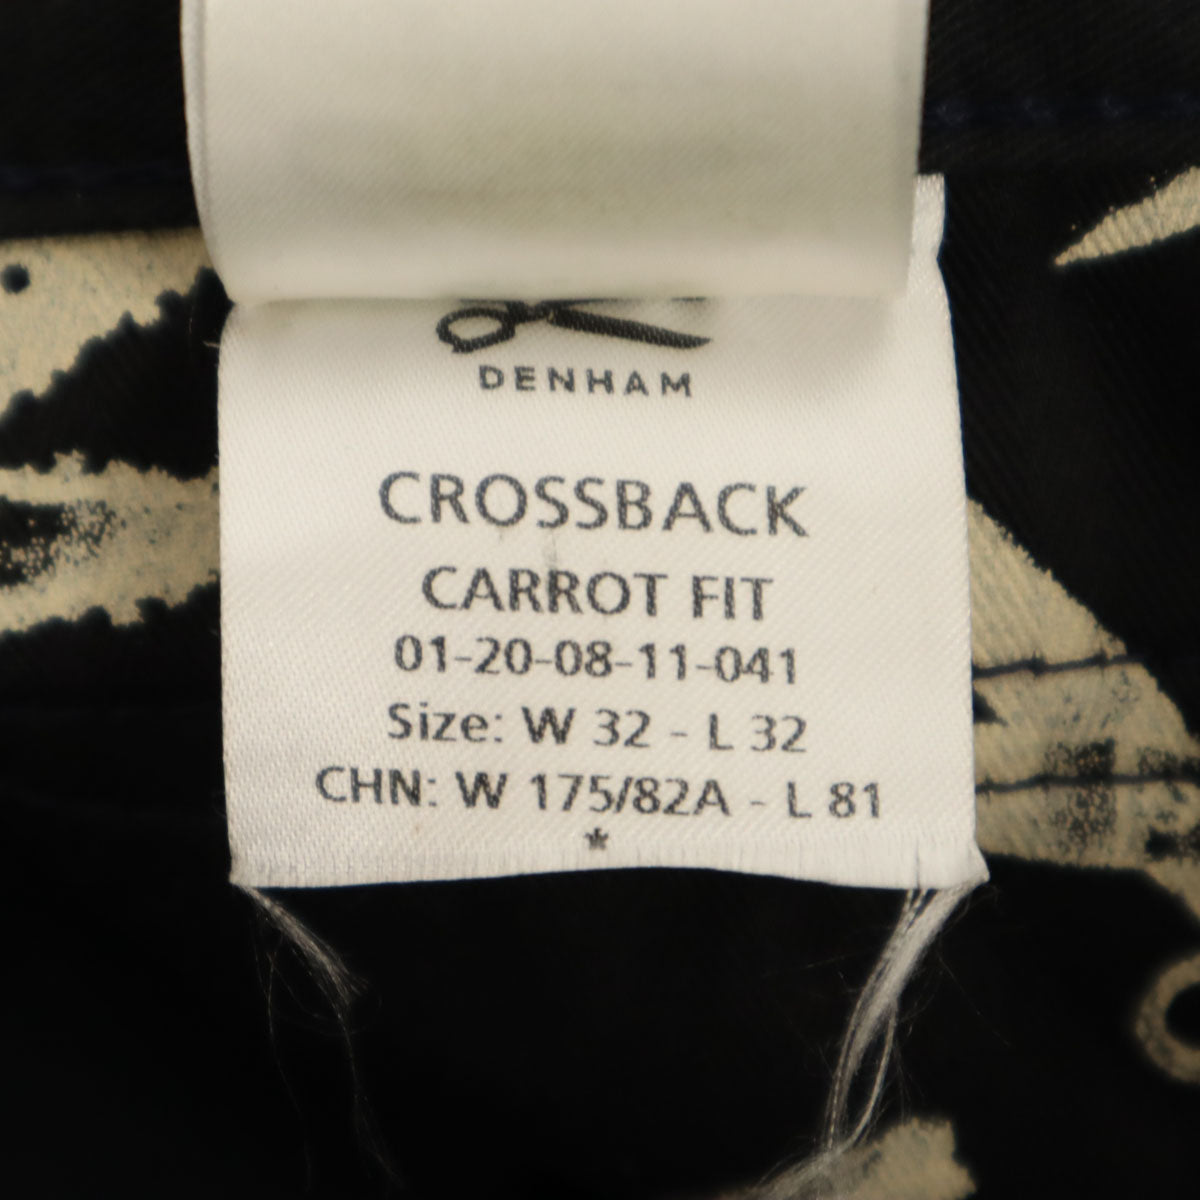 DENHAM
CROSSBACK
CARROT FIT
01-20-08-11-041
Size: W 32 - L 32
CHN: W 175/82A - L 81
*